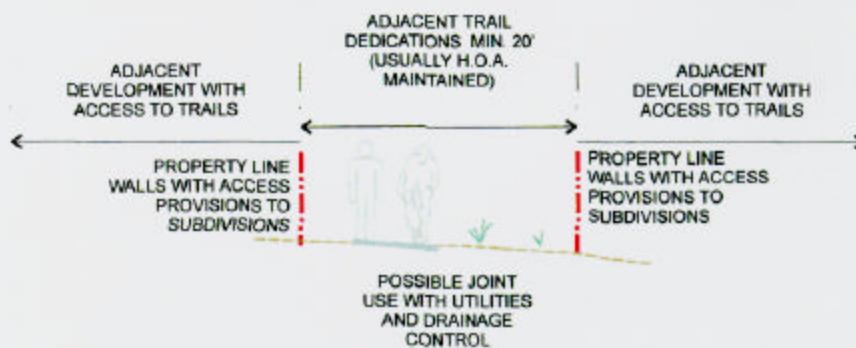 ADJACENT TRAIL
DEDICATIONS MIN. 20'
(USUALLY H.O.A.
MAINTAINED)
ADJACENT
DEVELOPMENT WITH
ACCESS TO TRAILS
ADJACENT
DEVELOPMENT WITH
ACCESS TO TRAILS
PROPERTY LINE
WALLS WITH ACCESS
PROVISIONS TO
SUBDIVISIONS
PROPERTY LINE
WALLS WITH ACCESS
PROVISIONS TO
SUBDIVISIONS
POSSIBLE JOINT
USE WITH UTILITIES
AND DRAINAGE
CONTROL